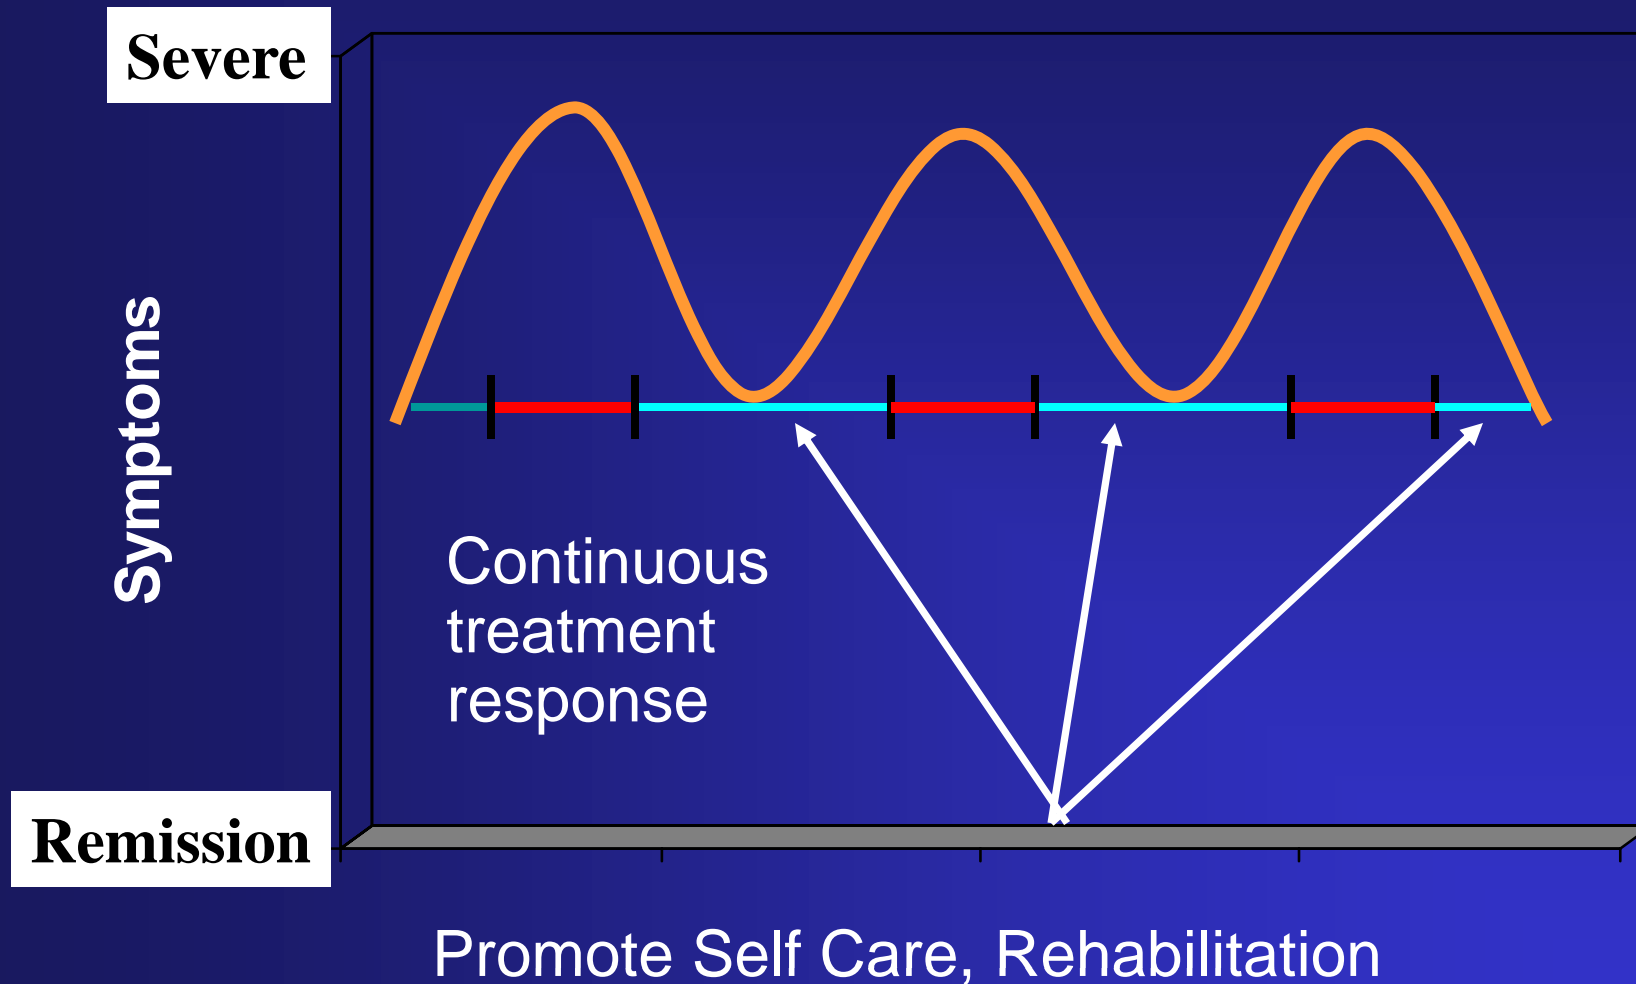 Severe
Symptoms
Continuous
treatment
response
Remission
Promote Self Care, Rehabilitation